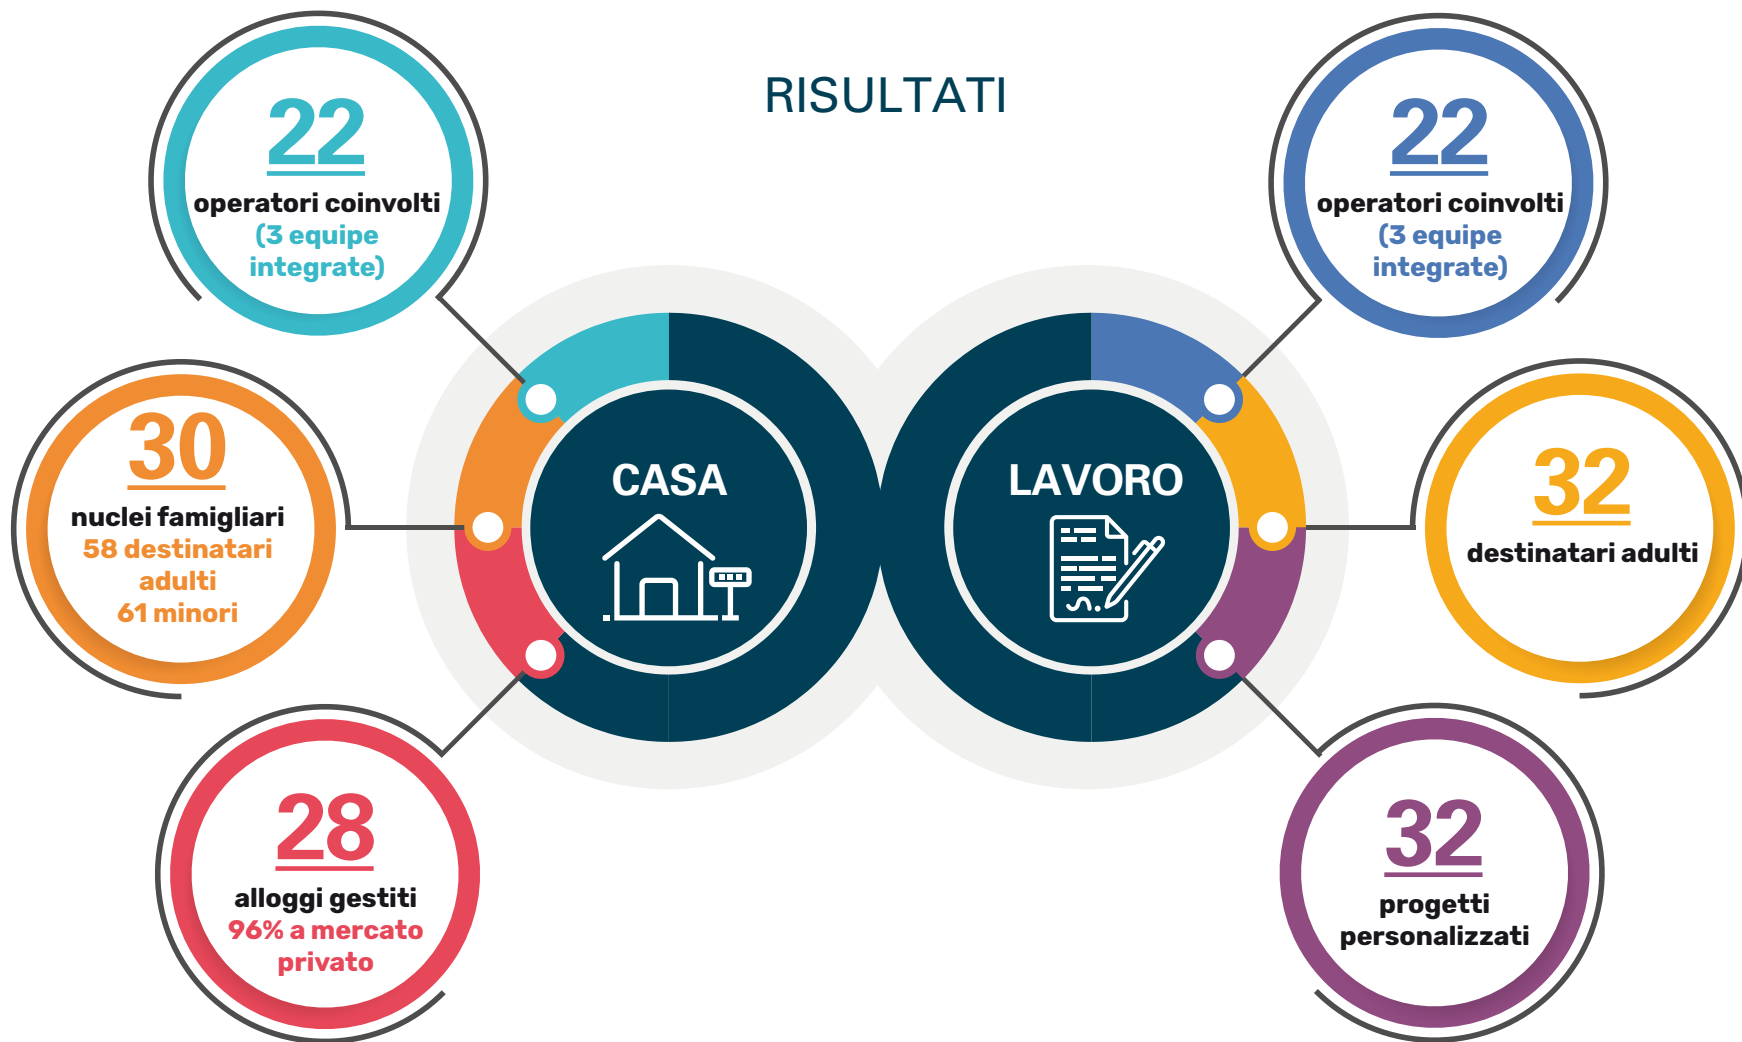 RISULTATI
22
operatori coinvolti
(3 equipe
integrate)
30
nuclei famigliari
58 destinatari
adulti
61 minori
28
alloggi gestiti
96% a mercato
privato
CASA
LAVORO
22
operatori coinvolti
(3 equipe
integrate)
32
destinatari adulti
32
progetti
personalizzati